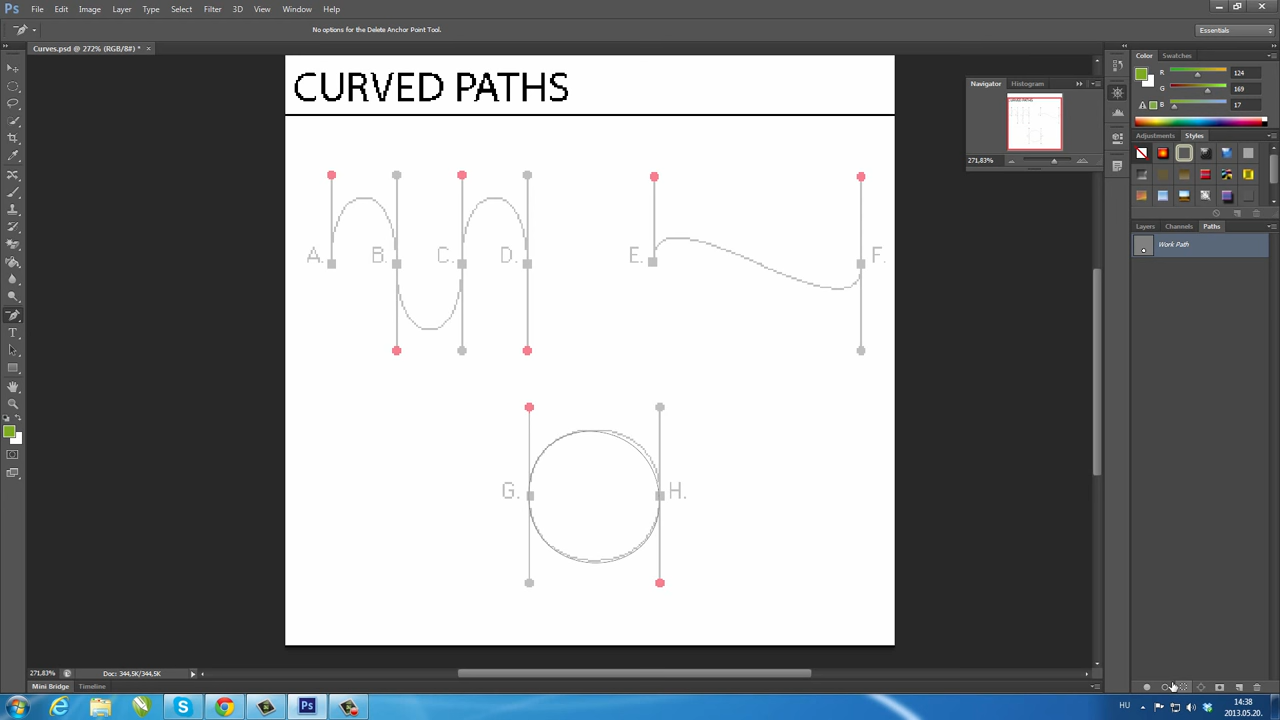 Ps File Edit Image Layer Type Select Filter 3D View Window Help
No options for the Delete Anchor Point Tool.
Essentials
Curves.psd @ 272% (RGB/8#) *
CURVED PATHS
A. B. C. D. E. F.
G. H.
Navigator Histogram
271,83%
Color Swatches
R 124
G 169
B 17
Adjustments Styles
Layers Channels Paths
Work Path
271,83% Doc: 344,5K/344,5K
Mini Bridge Timeline
HU 14:38
2013.05.20.